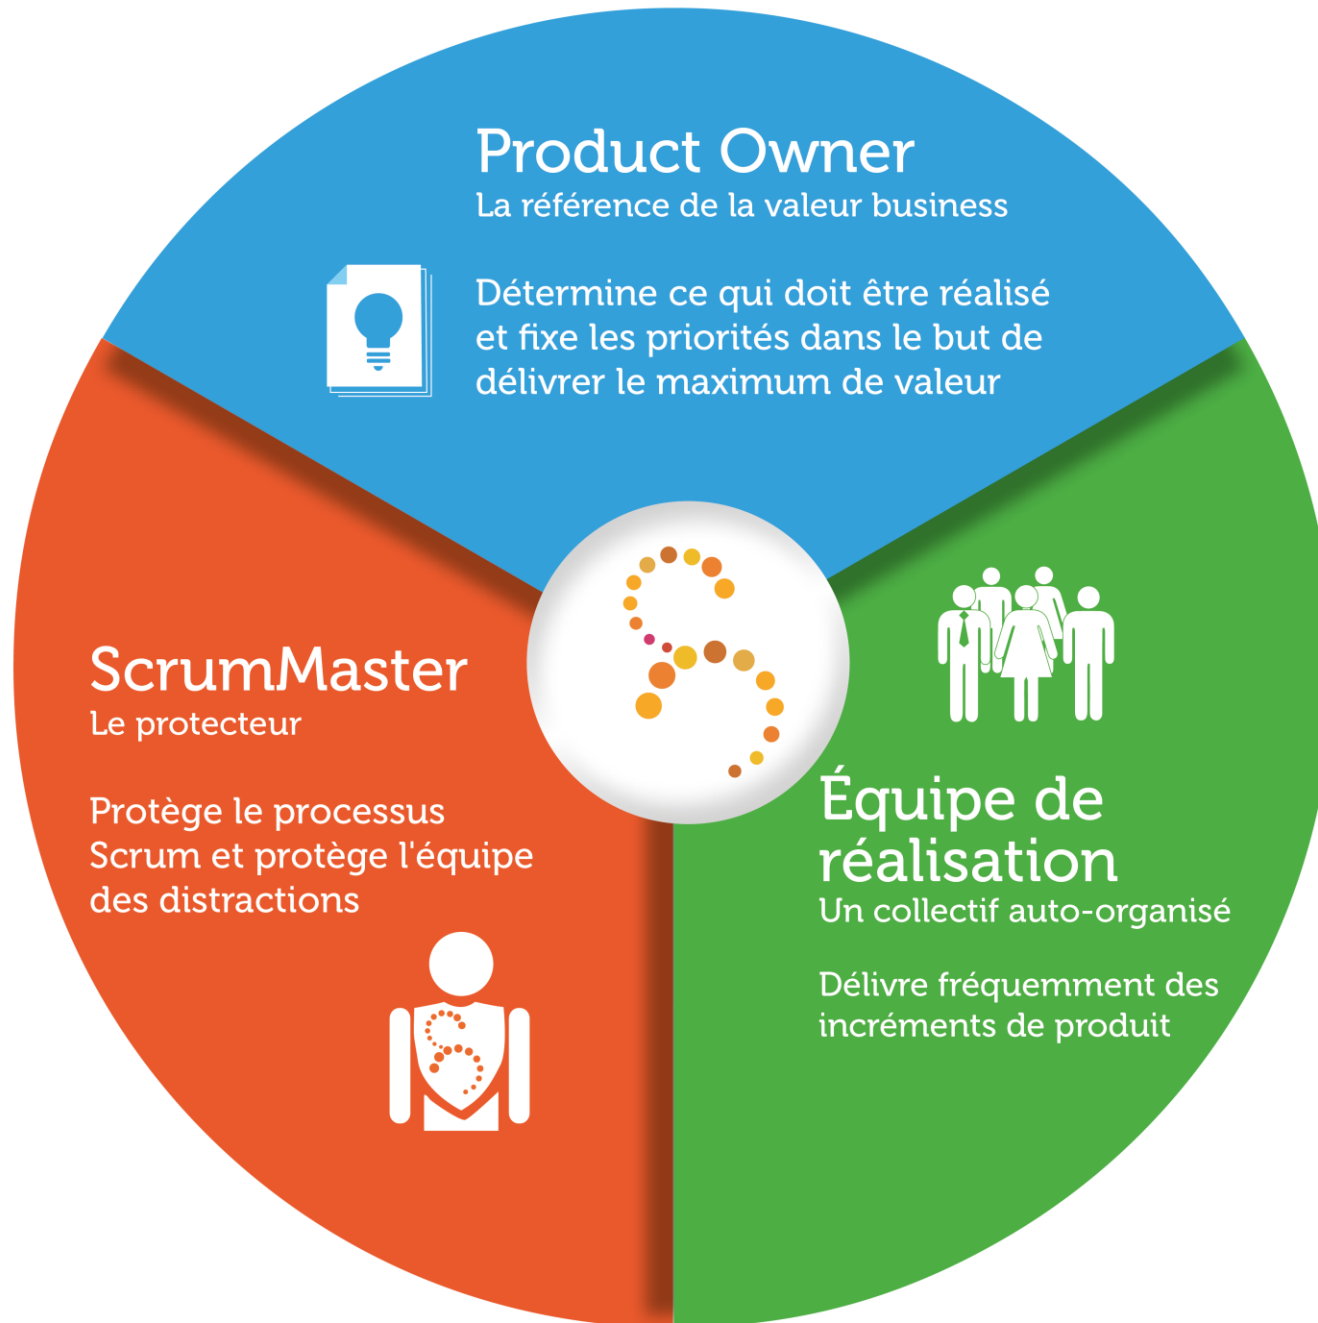 Product Owner
La référence de la valeur business
Détermine ce qui doit être réalisé
et fixe les priorités dans le but de
délivrer le maximum de valeur
ScrumMaster
Le protecteur
Protège le processus
Scrum et protège l'équipe
des distractions
Équipe de
réalisation
Un collectif auto-organisé
Délivre fréquemment des
incréments de produit